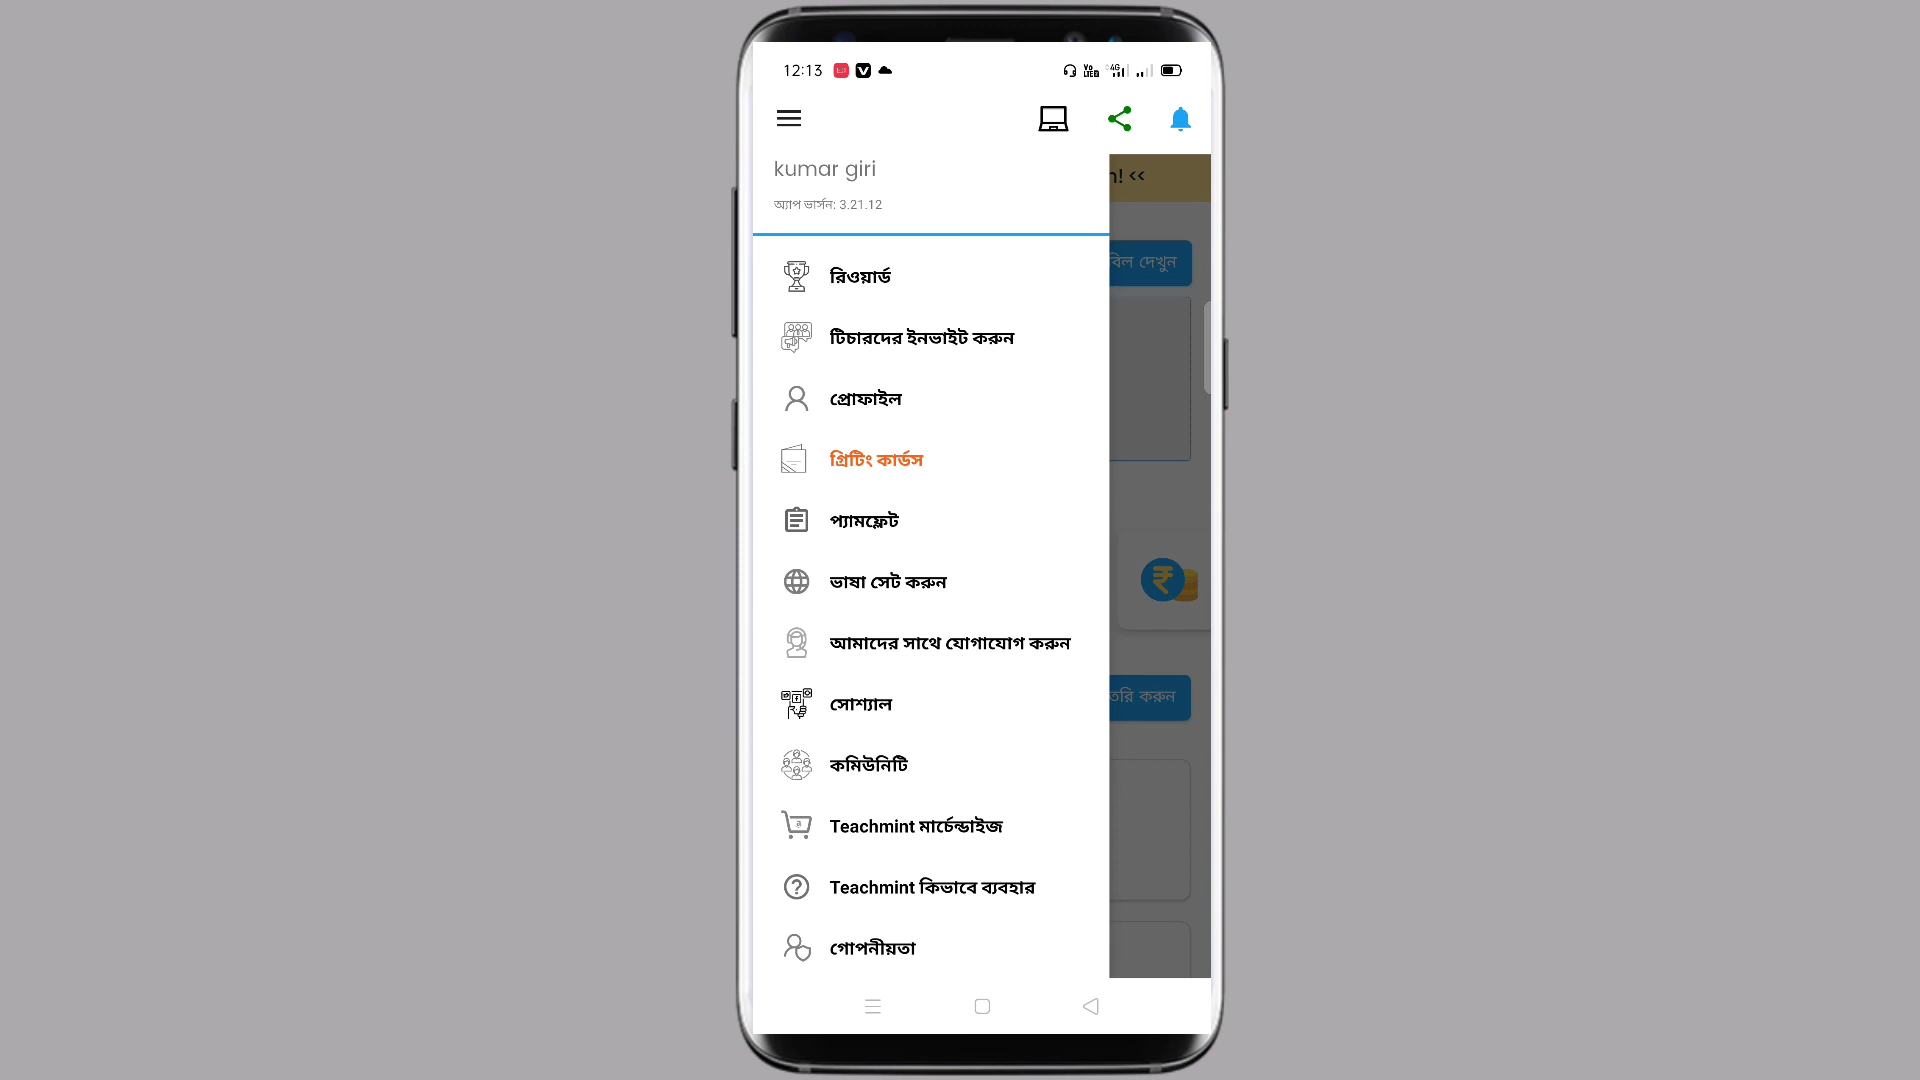 12:13
kumar giri
অ্যাপ ভার্সন: 3.21.12
! <<
দেখুন
রিওয়ার্ড
টিচারদের ইনভাইট করুন
প্রোফাইল
গ্রিটিং কার্ডস
প্যামফ্লেট
ভাষা সেট করুন
আমাদের সাথে যোগাযোগ করুন
করুন
সোশ্যাল
কমিউনিটি
Teachmint মার্চেন্ডাইজ
Teachmint কিভাবে ব্যবহার
গোপনীয়তা